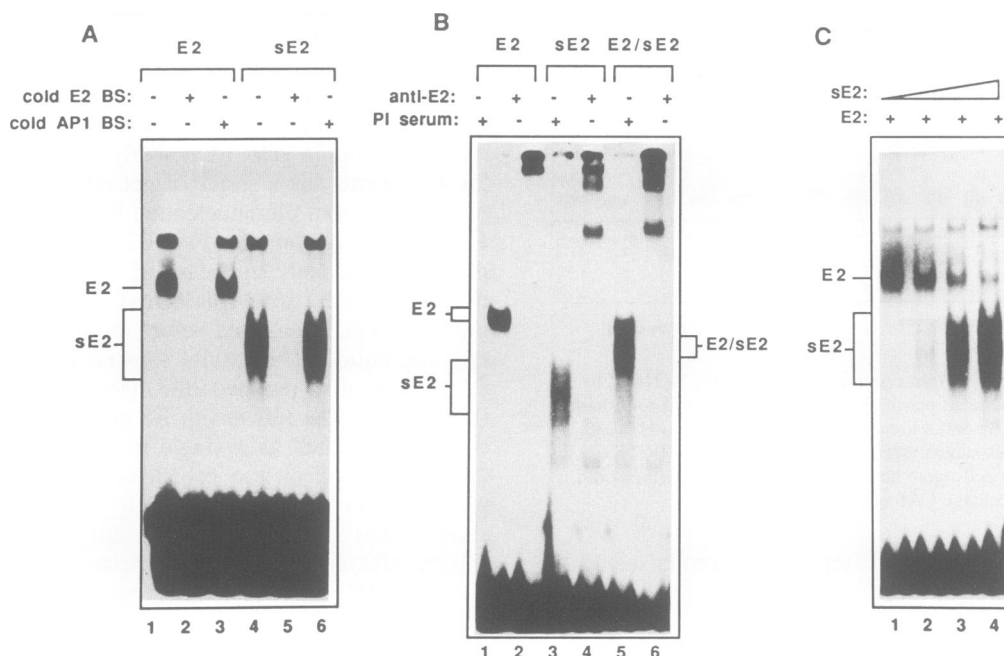 A
E2 sE2
cold E2 BS: - + - - + -
cold AP1 BS: - - + - - +
E2
sE2
1 2 3 4 5 6
B
E2 sE2 E2/sE2
anti-E2: - + - + - +
PI serum: + - + - + -
E2
sE2
E2/sE2
1 2 3 4 5 6
C
sE2:
E2: + + + +
E2
sE2
1 2 3 4